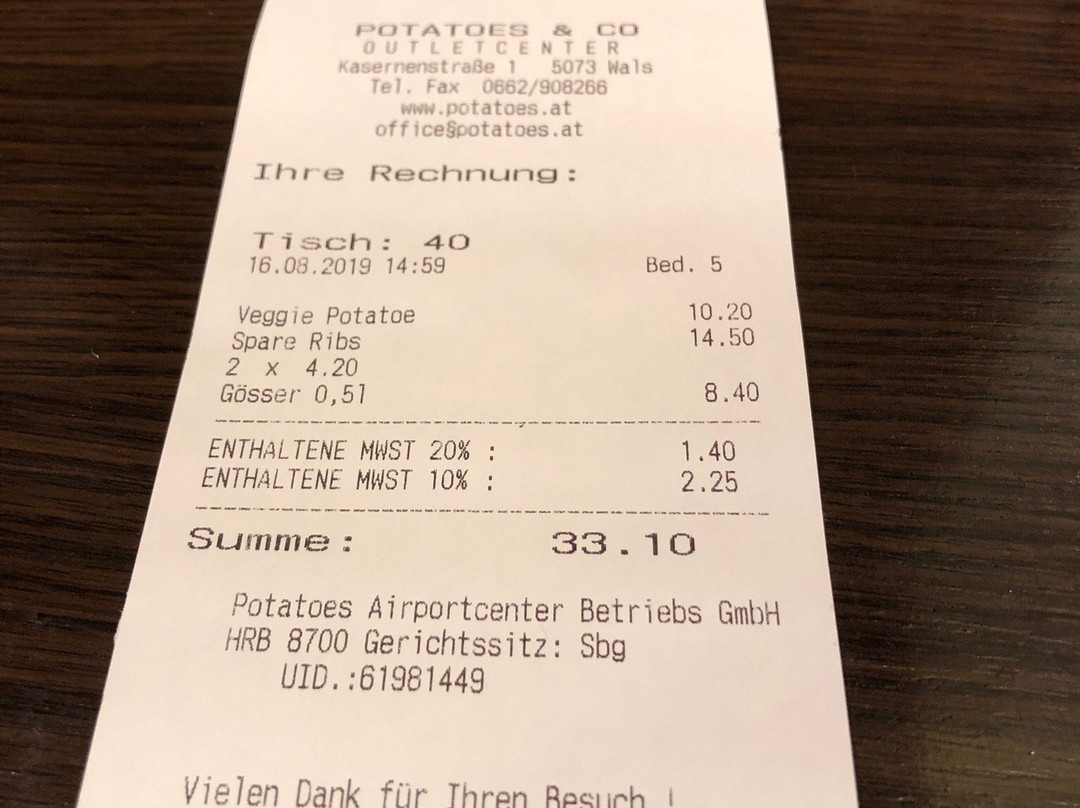 POTATOES & CO
OUTLETCENTER
Kasernenstraße 1 5073 Wals
Tel. Fax 0662/908266
www.potatoes.at
office§potatoes.at
Ihre Rechnung:
Tisch: 40
16.08.2019 14:59 Bed. 5
Veggie Potatoe 10.20
Spare Ribs 14.50
2 x 4.20
Gösser 0,5l 8.40
ENTHALTENE MWST 20% : 1.40
ENTHALTENE MWST 10% : 2.25
Summe: 33.10
Potatoes Airportcenter Betriebs GmbH
HRB 8700 Gerichtssitz: Sbg
UID.:61981449
Vielen Dank für Ihren Besuch !